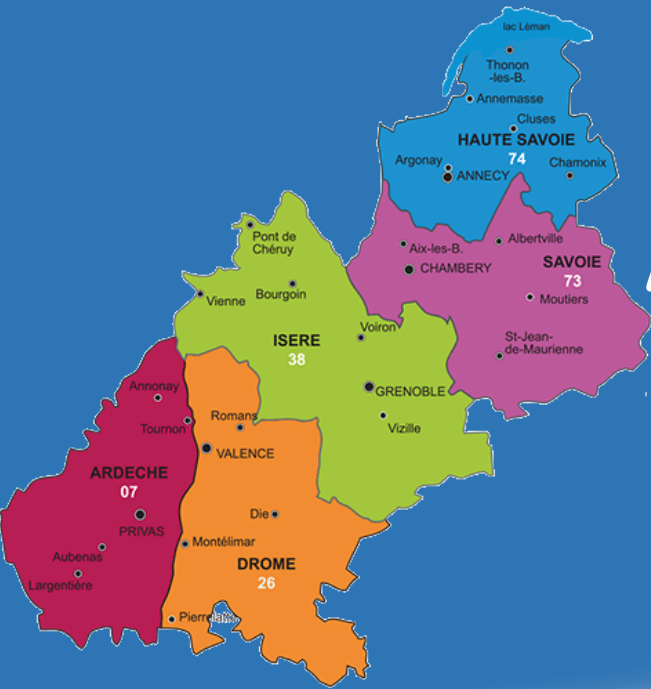 lac Léman
Thonon
-les-B.
Annemasse
Cluses
HAUTE SAVOIE
74
Argonay
Chamonix
ANNECY
Pont de
Chéruy
Aix-les-B.
Albertville
CHAMBERY
SAVOIE
73
Vienne
Bourgoin
Moutiers
ISERE
38
Voiron
St-Jean-
de-Maurienne
Annonay
GRENOBLE
Romans
Tournon
Vizille
VALENCE
ARDECHE
07
PRIVAS
Die
Aubenas
Montélimar
Largentière
DROME
26